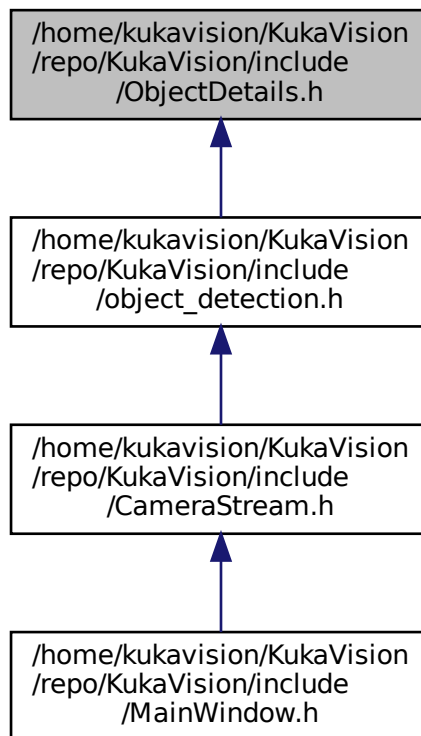 /home/kukavision/KukaVision
/repo/KukaVision/include
/ObjectDetails.h
/home/kukavision/KukaVision
/repo/KukaVision/include
/object_detection.h
/home/kukavision/KukaVision
/repo/KukaVision/include
/CameraStream.h
/home/kukavision/KukaVision
/repo/KukaVision/include
/MainWindow.h